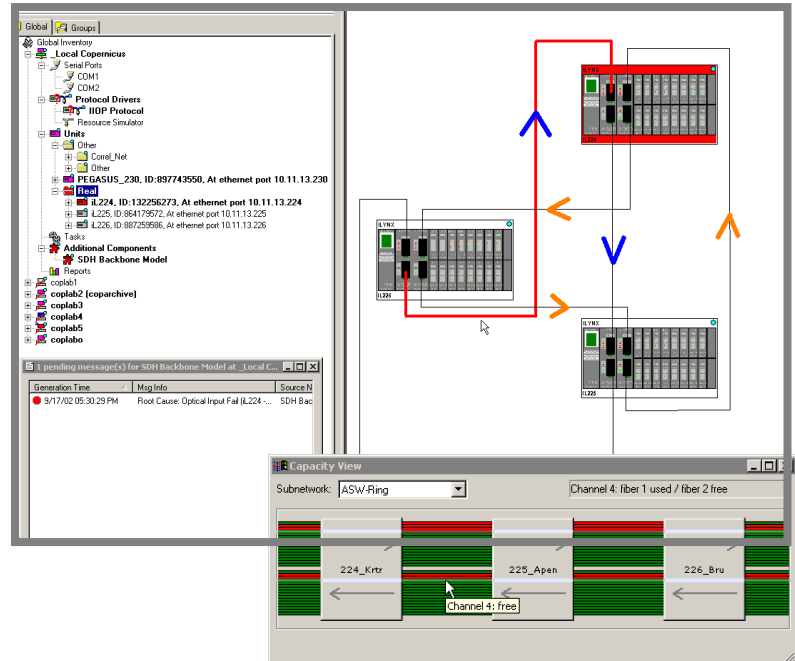 Global Groups
Global Inventory
_Local Copernicus
Serial Ports
COM1
COM2
Protocol Drivers
IIOP Protocol
Resource Simulator
Units
Other
Correl_Net
Other
PEGASUS_230, ID:897743550, At ethernet port 10.11.13.230
Real
iL224, ID:132256273, At ethernet port 10.11.13.224
iL225, ID:864179572, At ethernet port 10.11.13.225
iL226, ID:887259586, At ethernet port 10.11.13.226
Tasks
Additional Components
SDH Backbone Model
Reports
coplab1
coplab2 (coparchive)
coplab3
coplab4
coplab5
coplabo
1 pending message(s) for SDH Backbone Model at _Local C...
Generation Time Msg Info Source N
9/17/02 05:30:29 PM Root Cause: Optical Input Fail (iL224 -... SDH Bac
ILYNX
IL224
ILYNX
ILYNX
IL225
Capacity View
Subnetwork: ASW-Ring Channel 4: fiber 1 used / fiber 2 free
224_Krtr 225_Apen 226_Bru
Channel 4: free